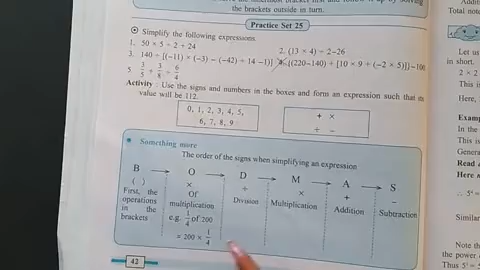 the brackets outside in turn.
Practice Set 25
Simplify the following expressions.
1. 50 × 5 ÷ 2 + 24
2. (13 × 4) ÷ 2 – 26
3. 140 ÷ [(–11) × (–3) – (–42) ÷ 14 – 1)]
4. {(220–140) + [10 × 9 + (–2 × 5)]} – 100
5. 3/5 + 3/8 ÷ 6/4
Activity : Use the signs and numbers in the boxes and form an expression such that its
value will be 112.
0, 1, 2, 3, 4, 5,
6, 7, 8, 9
+ ×
÷ –
Something more
The order of the signs when simplifying an expression
B → O → D → M → A → S
( ) × ÷ × + –
First, the operations in the brackets
Of multiplication
e.g. 1/4 of 200
= 200 × 1/4
Division
Multiplication
Addition
Subtraction
42
Total note
Let us
in short.
2 × 2
This is
Here,
Examp
In the
This is
Genera
Read a
Here n
Similar
Note th
the power
Thus 5